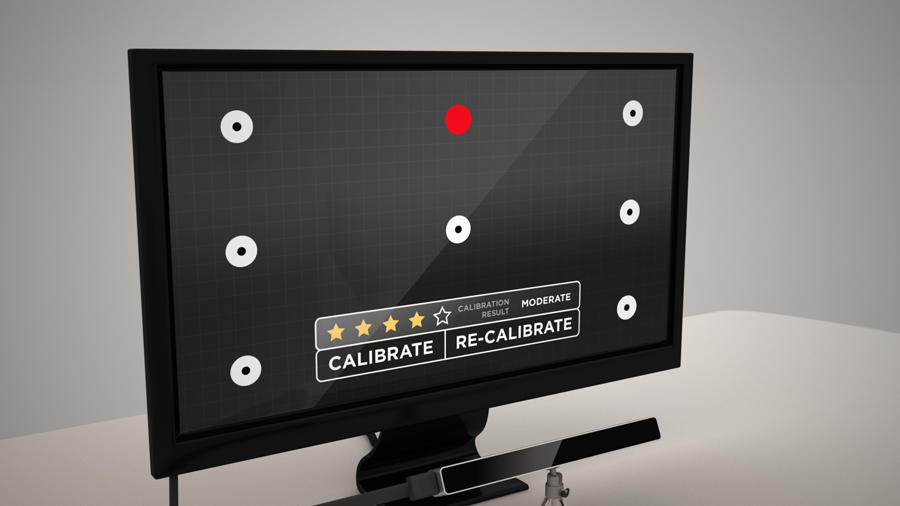 CALIBRATION
RESULT
MODERATE
CALIBRATE
RE-CALIBRATE